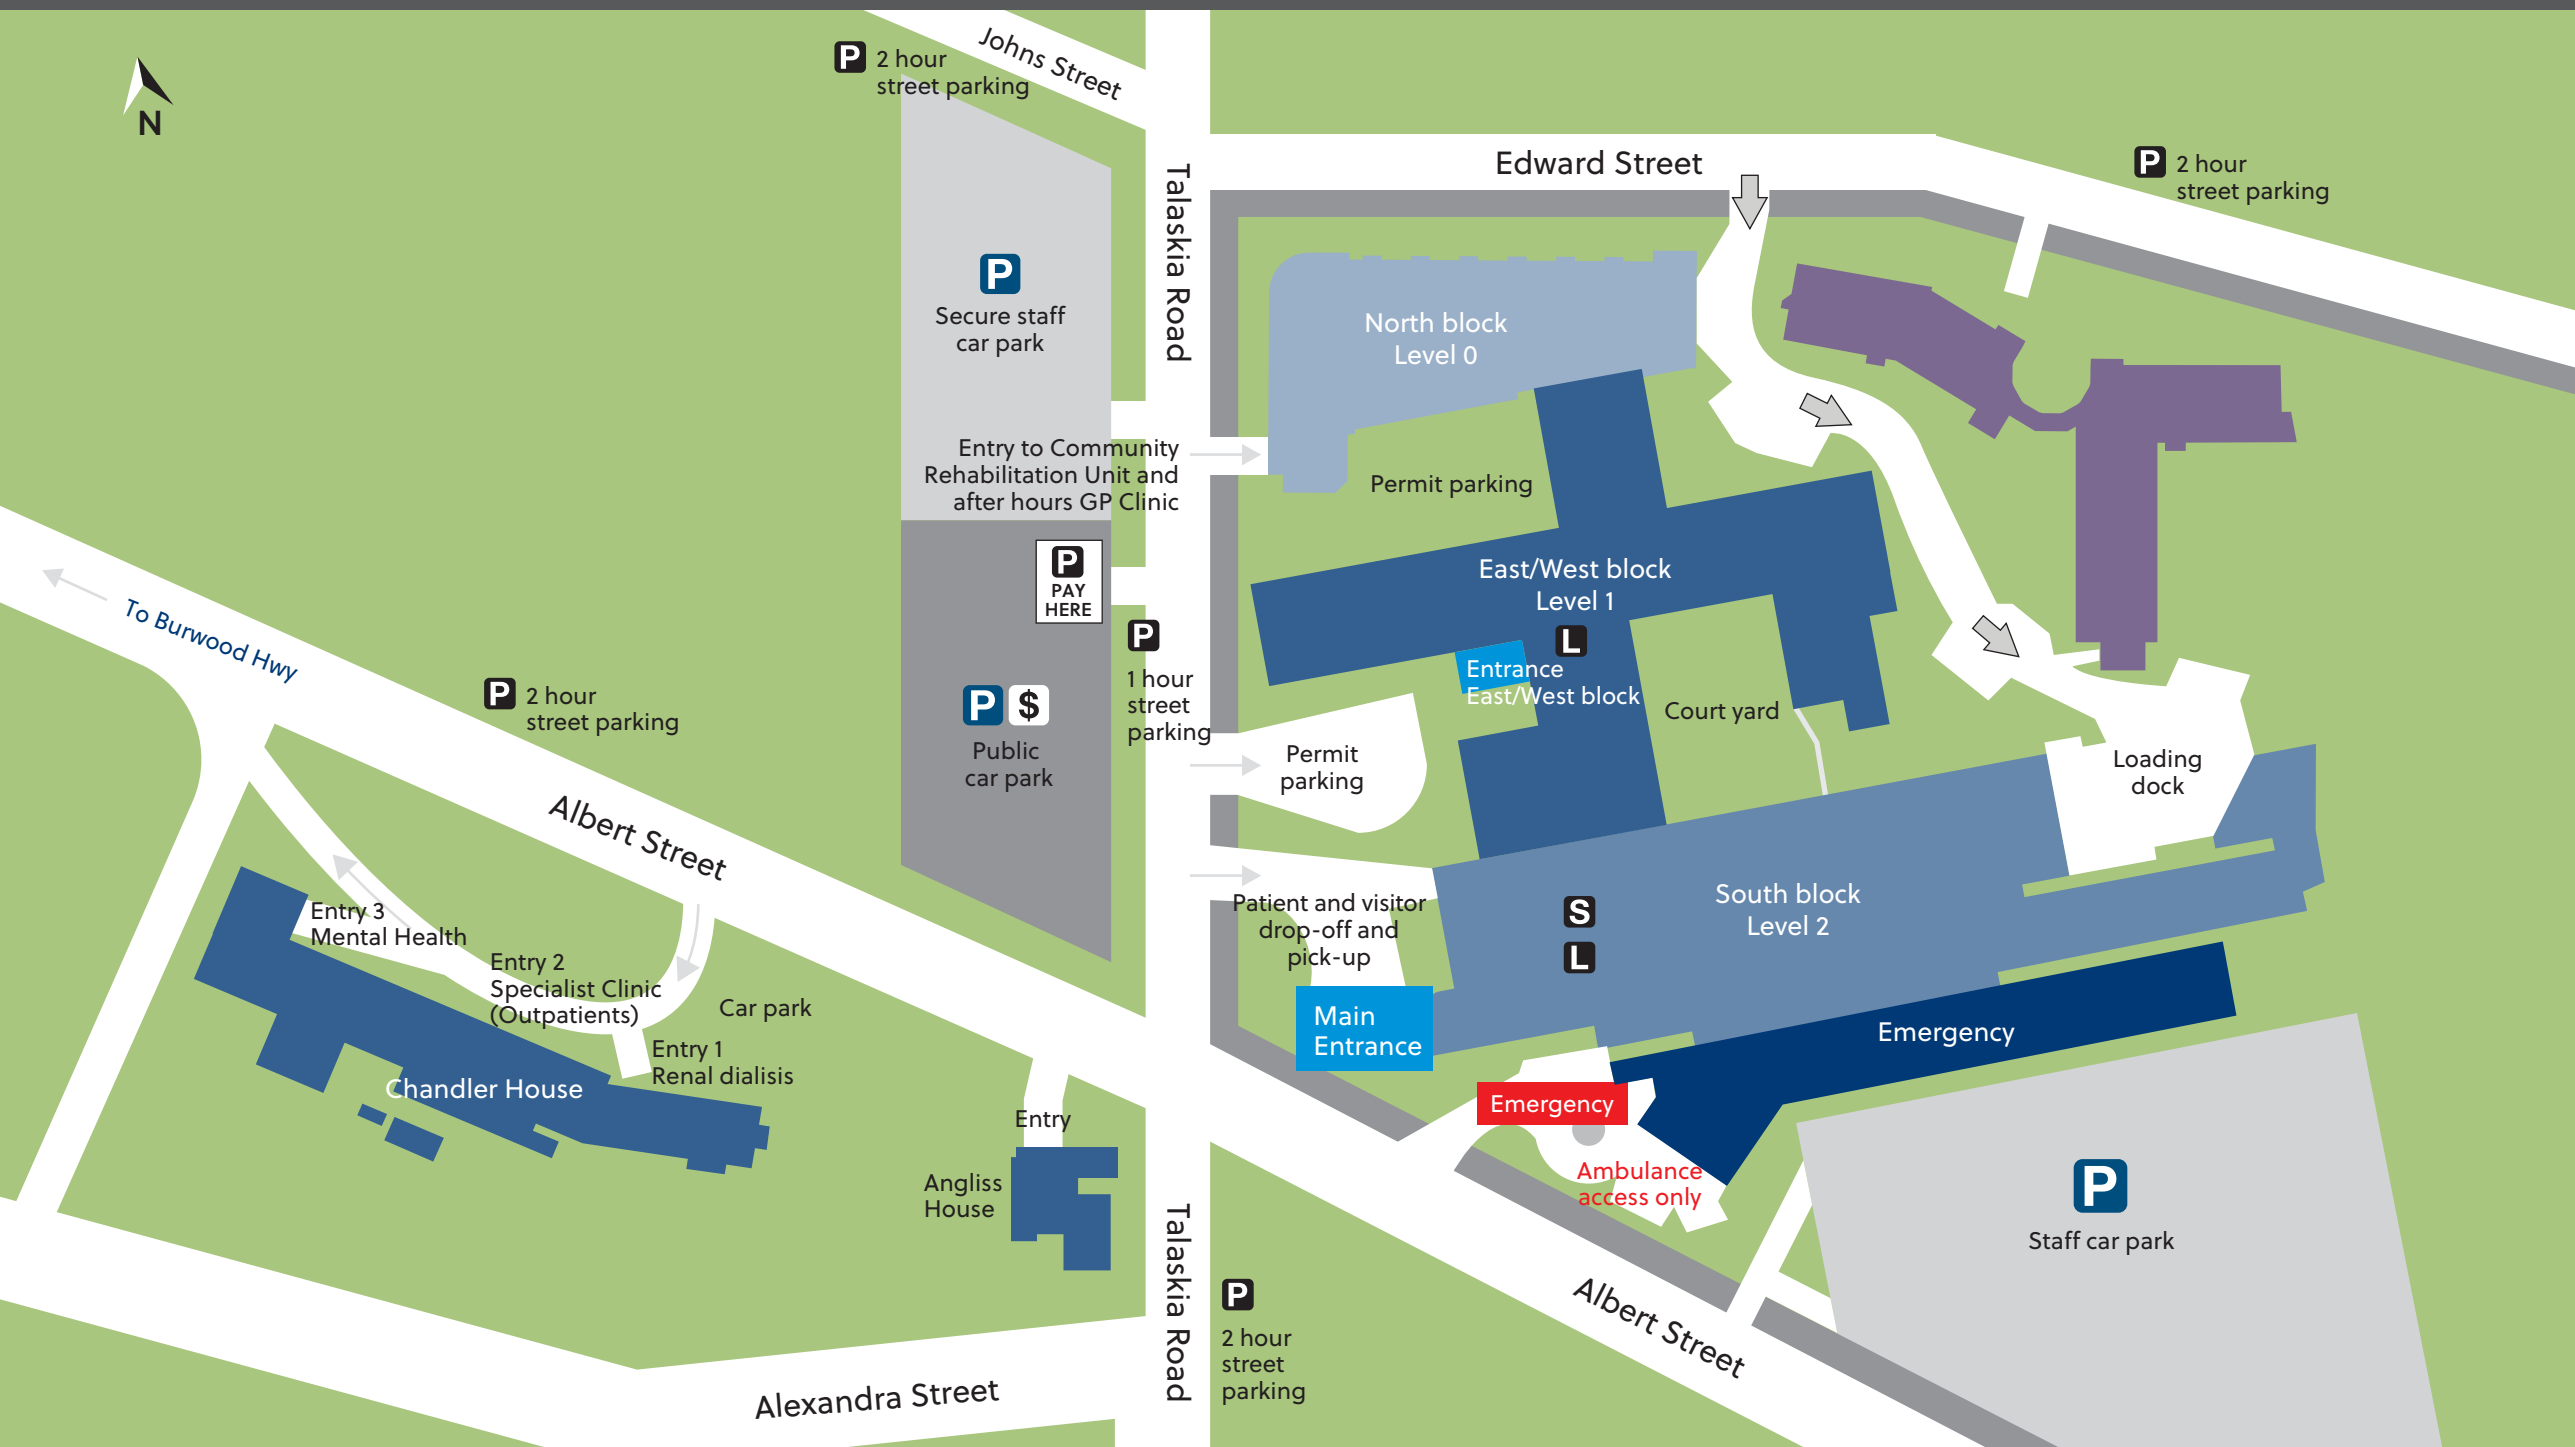 Johns Street
P 2 hour
street parking
N
Edward Street
P 2 hour
street parking
Talaskia Road
P
Secure staff
car park
North block
Level 0
Entry to Community
Rehabilitation Unit and
after hours GP Clinic
Permit parking
P
PAY
HERE
East/West block
Level 1
L
Entrance
East/West block
To Burwood Hwy
P 2 hour
street parking
P
1 hour
street
parking
P $
Public
car park
Permit
parking
Court yard
Loading
dock
Albert Street
Patient and visitor
drop-off and
pick-up
S
L
South block
Level 2
Entry 3
Mental Health
Entry 2
Specialist Clinic
(Outpatients)
Car park
Main
Entrance
Emergency
Entry 1
Renal dialisis
Chandler House
Entry
Emergency
Angliss
House
Ambulance
access only
P
Staff car park
Talaskia Road
P
2 hour
street
parking
Albert Street
Alexandra Street